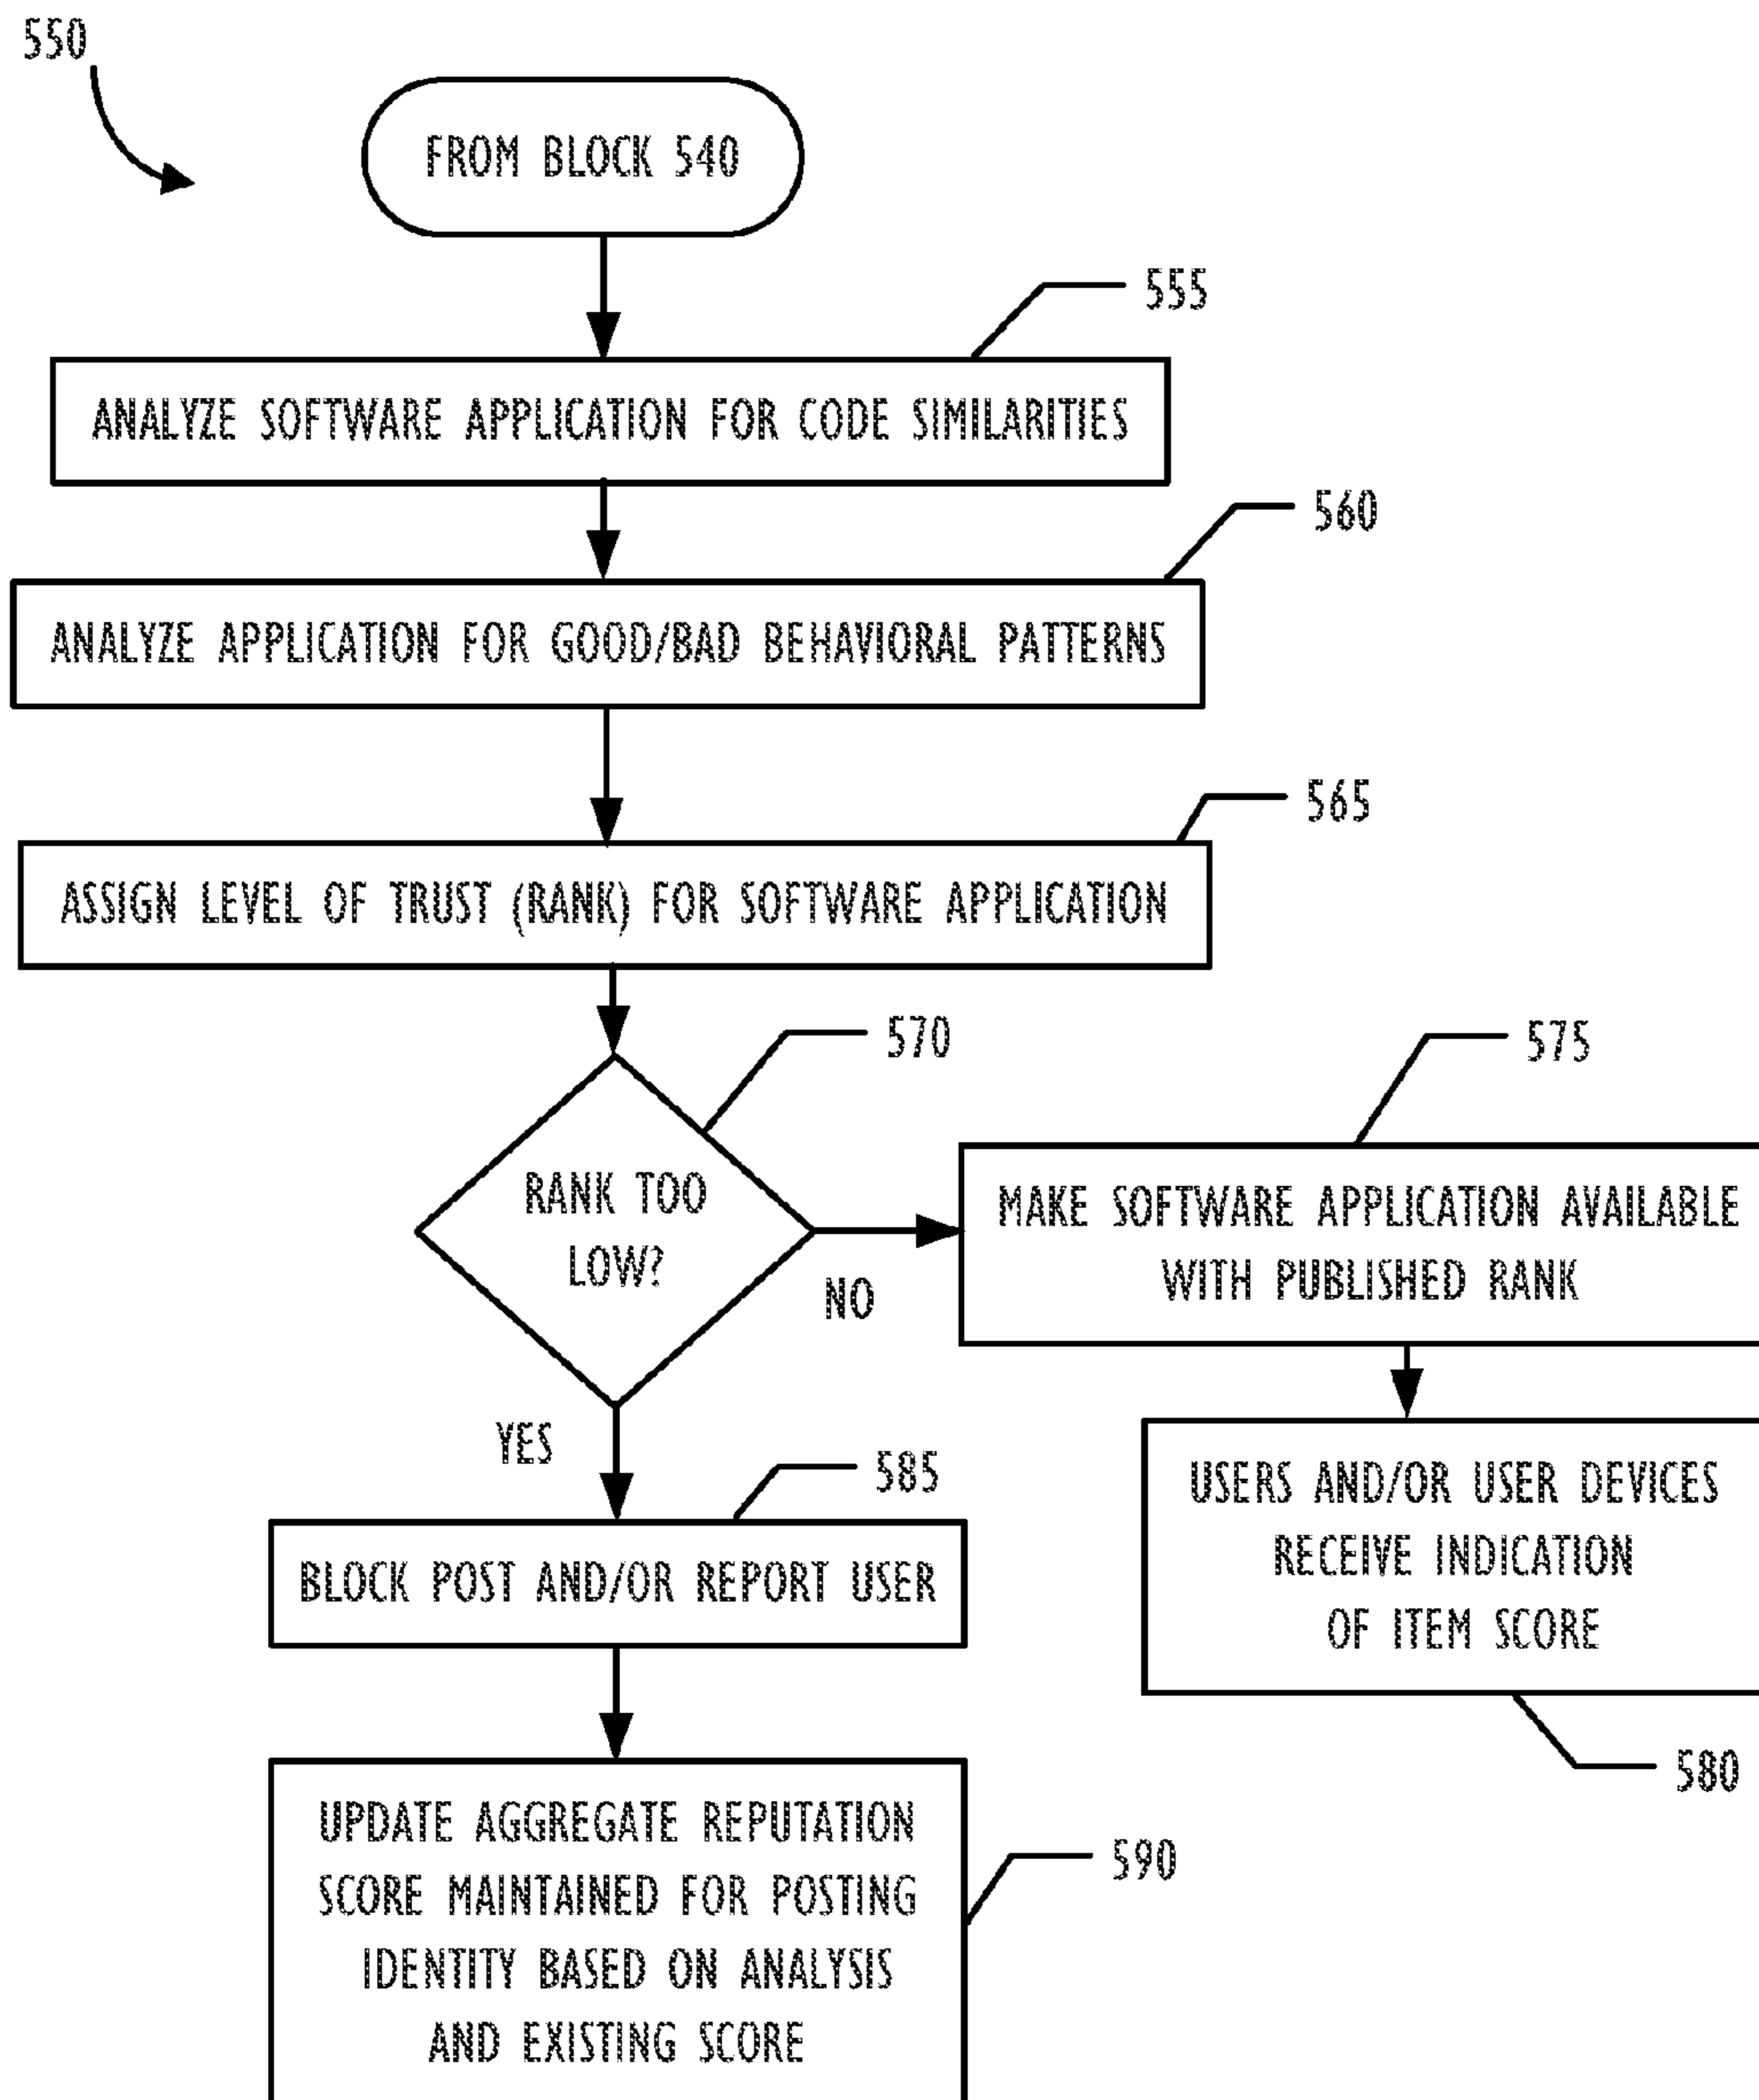 550
FROM BLOCK 540
555
ANALYZE SOFTWARE APPLICATION FOR CODE SIMILARITIES
560
ANALYZE APPLICATION FOR GOOD/BAD BEHAVIORAL PATTERNS
565
ASSIGN LEVEL OF TRUST (RANK) FOR SOFTWARE APPLICATION
570
RANK TOO
LOW?
NO
YES
575
MAKE SOFTWARE APPLICATION AVAILABLE
WITH PUBLISHED RANK
USERS AND/OR USER DEVICES
RECEIVE INDICATION
OF ITEM SCORE
580
585
BLOCK POST AND/OR REPORT USER
590
UPDATE AGGREGATE REPUTATION
SCORE MAINTAINED FOR POSTING
IDENTITY BASED ON ANALYSIS
AND EXISTING SCORE